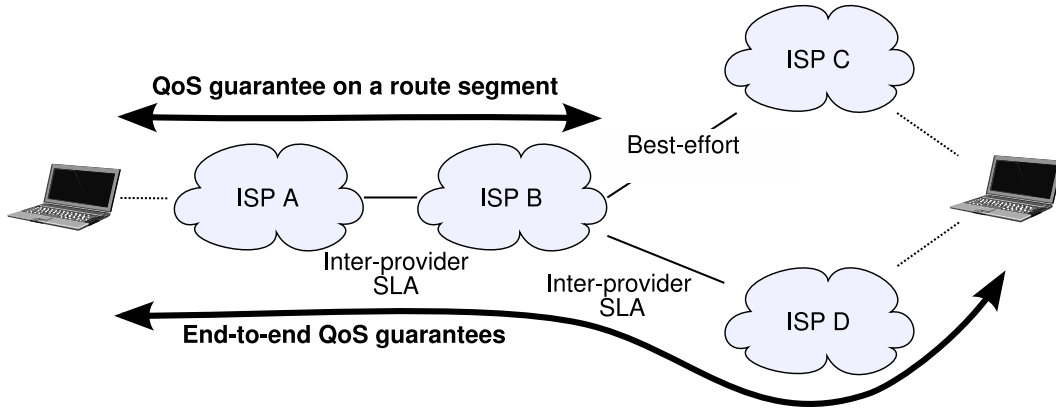 ISP C
QoS guarantee on a route segment
Best-effort
ISP A
ISP B
Inter-provider
SLA
Inter-provider
SLA
ISP D
End-to-end QoS guarantees